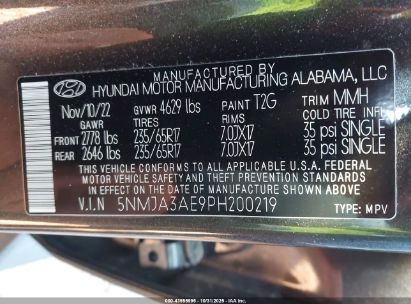 MANUFACTURED BY
HYUNDAI MOTOR MANUFACTURING ALABAMA, LLC
Nov/10/22 GVWR 4629 lbs PAINT T2G TRIM MMH
GAWR TIRES RIMS COLD TIRE INFL
FRONT 2778 lbs 235/65R17 7.0JX17 35 psi SINGLE
REAR 2646 lbs 235/65R17 7.0JX17 35 psi SINGLE
THIS VEHICLE CONFORMS TO ALL APPLICABLE U.S.A. FEDERAL
MOTOR VEHICLE SAFETY AND THEFT PREVENTION STANDARDS
IN EFFECT ON THE DATE OF MANUFACTURE SHOWN ABOVE.
V.I.N 5NMJA3AE9PH200219 TYPE: MPV